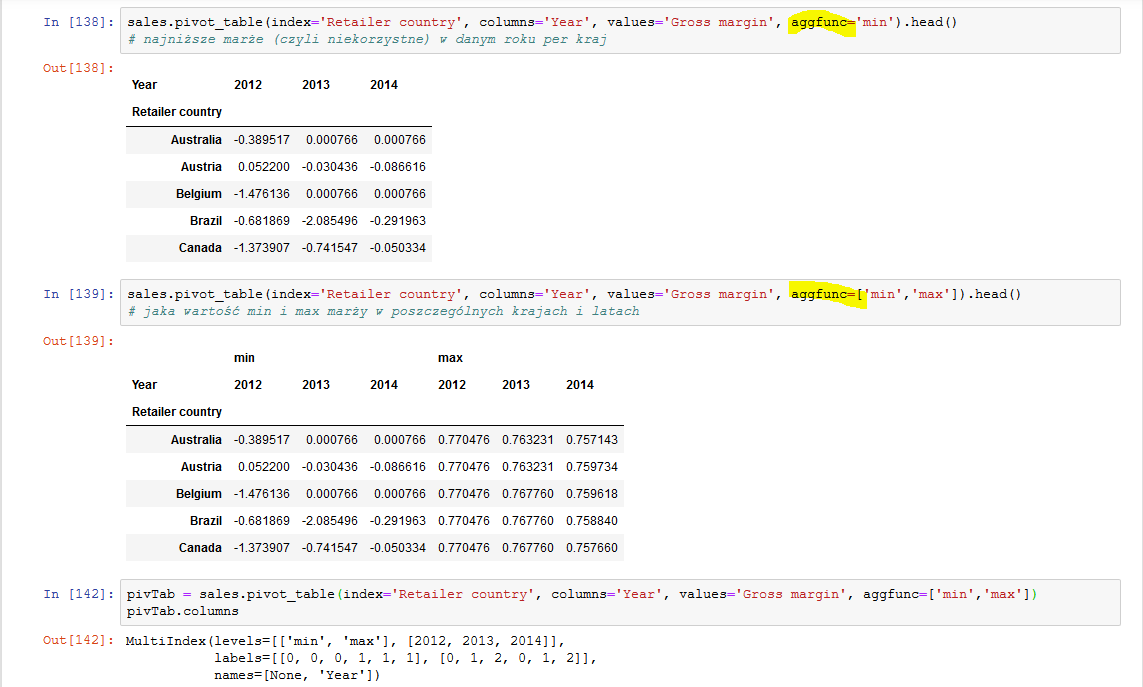 In [138]: sales.pivot_table(index='Retailer country', columns='Year', values='Gross margin', aggfunc='min').head()
# najniższe marże (czyli niekorzystne) w danym roku per kraj
Out[138]:
Year 2012 2013 2014
Retailer country
Australia -0.389517 0.000766 0.000766
Austria 0.052200 -0.030436 -0.086616
Belgium -1.476136 0.000766 0.000766
Brazil -0.681869 -2.085496 -0.291963
Canada -1.373907 -0.741547 -0.050334
In [139]: sales.pivot_table(index='Retailer country', columns='Year', values='Gross margin', aggfunc=['min','max']).head()
# jaka wartość min i max marży w poszczególnych krajach i latach
Out[139]:
min max
Year 2012 2013 2014 2012 2013 2014
Retailer country
Australia -0.389517 0.000766 0.000766 0.770476 0.763231 0.757143
Austria 0.052200 -0.030436 -0.086616 0.770476 0.763231 0.759734
Belgium -1.476136 0.000766 0.000766 0.770476 0.767760 0.759618
Brazil -0.681869 -2.085496 -0.291963 0.770476 0.767760 0.758840
Canada -1.373907 -0.741547 -0.050334 0.770476 0.767760 0.757660
In [142]: pivTab = sales.pivot_table(index='Retailer country', columns='Year', values='Gross margin', aggfunc=['min','max'])
pivTab.columns
Out[142]: MultiIndex(levels=[['min', 'max'], [2012, 2013, 2014]],
labels=[[0, 0, 0, 1, 1, 1], [0, 1, 2, 0, 1, 2]],
names=[None, 'Year'])